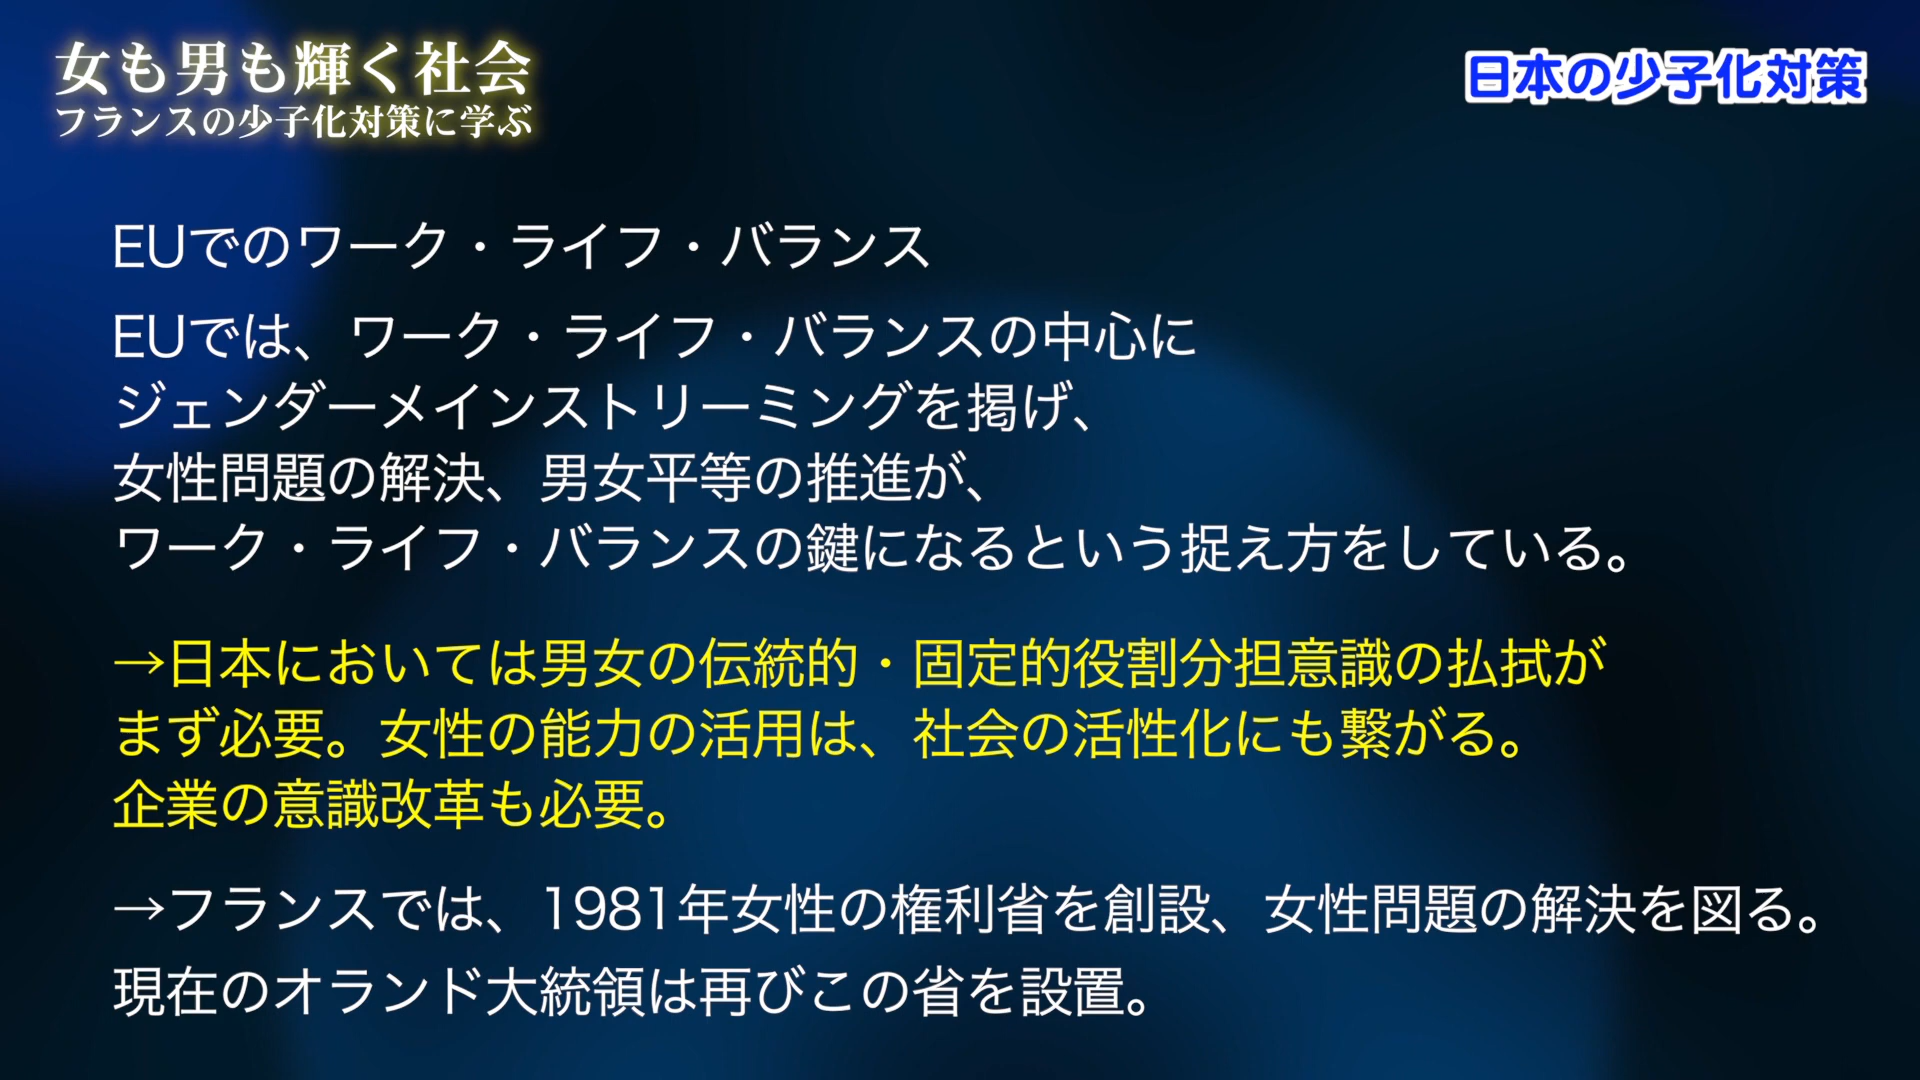 女も男も輝く社会
フランスの少子化対策に学ぶ
日本の少子化対策
EUでのワーク・ライフ・バランス
EUでは、ワーク・ライフ・バランスの中心に
ジェンダーメインストリーミングを掲げ、
女性問題の解決、男女平等の推進が、
ワーク・ライフ・バランスの鍵になるという捉え方をしている。
→日本においては男女の伝統的・固定的役割分担意識の払拭が
まず必要。女性の能力の活用は、社会の活性化にも繋がる。
企業の意識改革も必要。
→フランスでは、1981年女性の権利省を創設、女性問題の解決を図る。
現在のオランド大統領は再びこの省を設置。